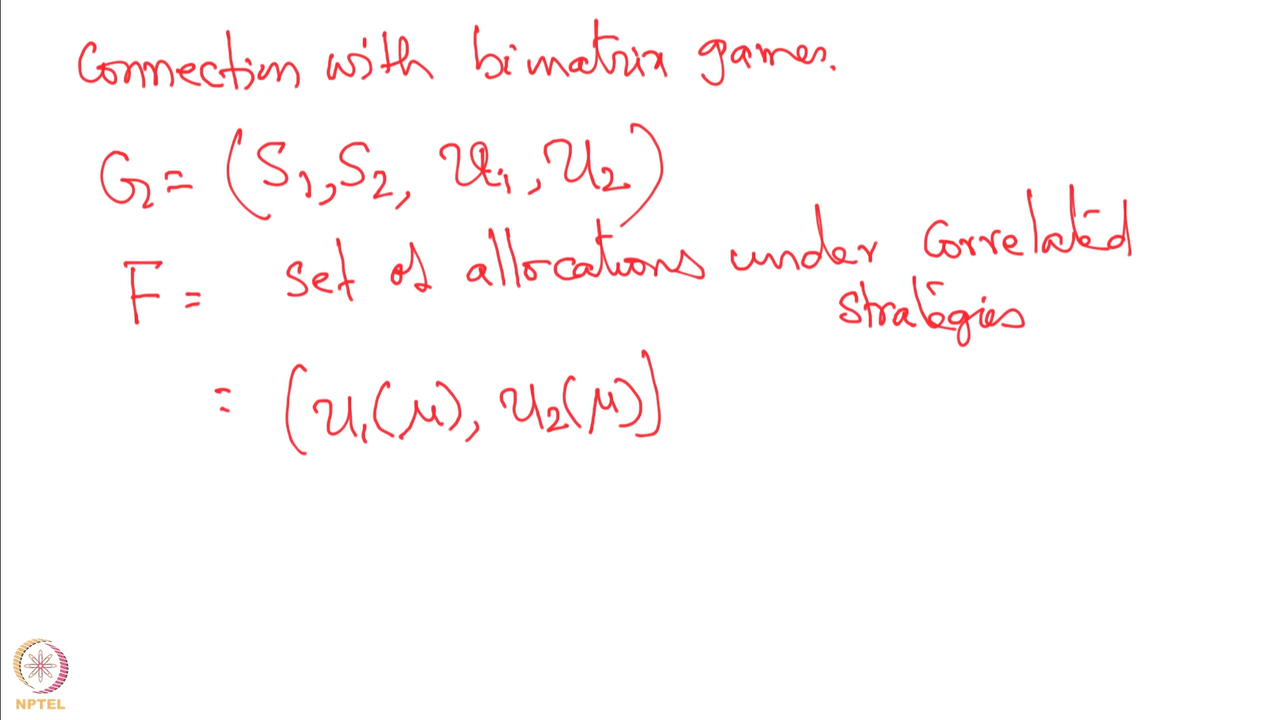 Connection with bimatrix games.
G₂ = (S₁, S₂, u₁, u₂)
F = set of allocations under Correlated
strategies
= (u₁(μ), u₂(μ))
NPTEL